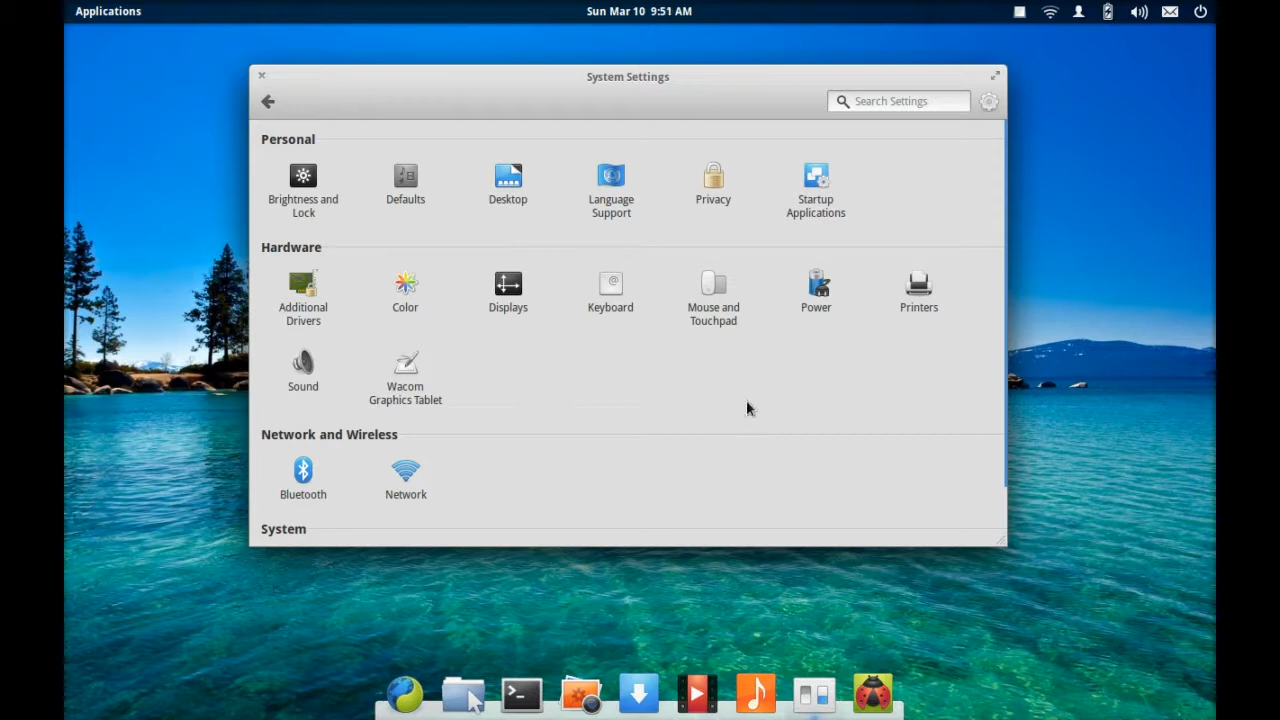 Applications
Sun Mar 10 9:51 AM
System Settings
Search Settings
Personal
Brightness and
Lock
Defaults
Desktop
Language
Support
Privacy
Startup
Applications
Hardware
Additional
Drivers
Color
Displays
Keyboard
Mouse and
Touchpad
Power
Printers
Sound
Wacom
Graphics Tablet
Network and Wireless
Bluetooth
Network
System